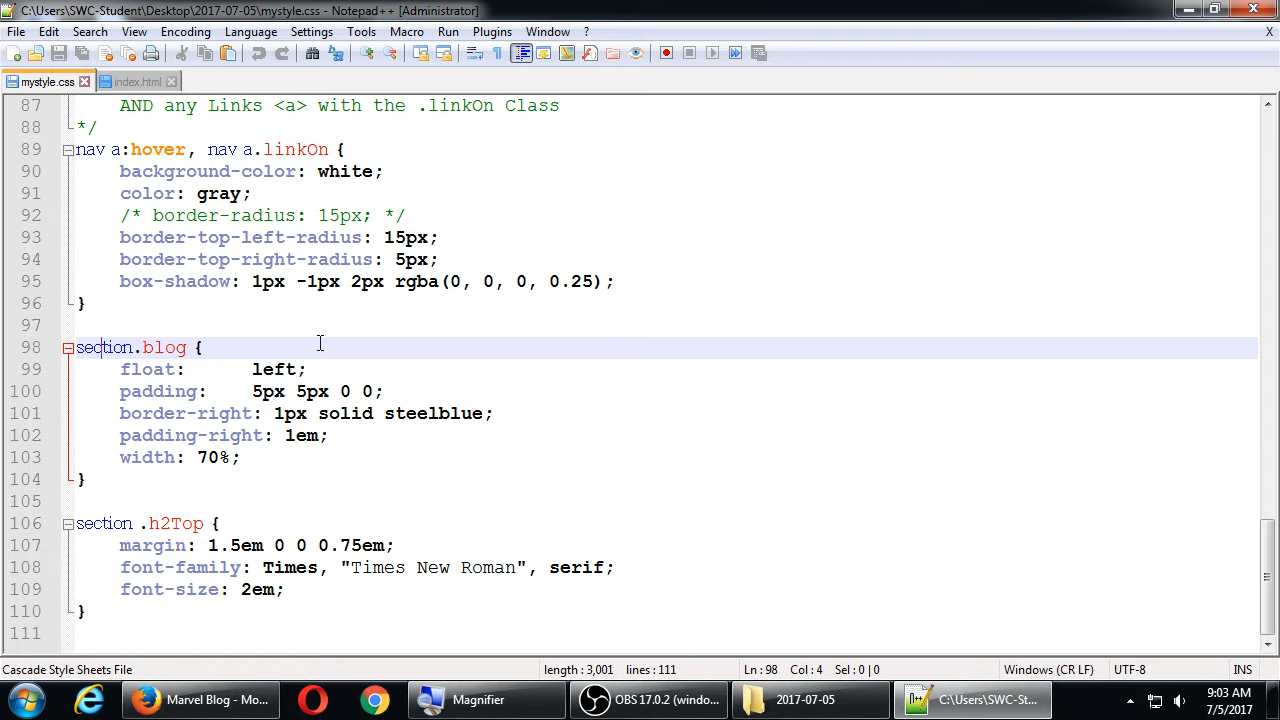 C:\Users\SWC-Student\Desktop\2017-07-05\mystyle.css - Notepad++ [Administrator]
File Edit Search View Encoding Language Settings Tools Macro Run Plugins Window ? X
mystyle.css index.html
87 AND any Links <a> with the .linkOn Class
88 */
89 nav a:hover, nav a.linkOn {
90 background-color: white;
91 color: gray;
92 /* border-radius: 15px; */
93 border-top-left-radius: 15px;
94 border-top-right-radius: 5px;
95 box-shadow: 1px -1px 2px rgba(0, 0, 0, 0.25);
96 }
97
98 section.blog {
99 float: left;
100 padding: 5px 5px 0 0;
101 border-right: 1px solid steelblue;
102 padding-right: 1em;
103 width: 70%;
104 }
105
106 section .h2Top {
107 margin: 1.5em 0 0 0.75em;
108 font-family: Times, "Times New Roman", serif;
109 font-size: 2em;
110 }
111
Cascade Style Sheets File length : 3,001 lines : 111 Ln : 98 Col : 4 Sel : 0 | 0 Windows (CR LF) UTF-8 INS
Marvel Blog - Mo... Magnifier OBS 17.0.2 (windo... 2017-07-05 C:\Users\SWC-Stu... 9:03 AM
7/5/2017